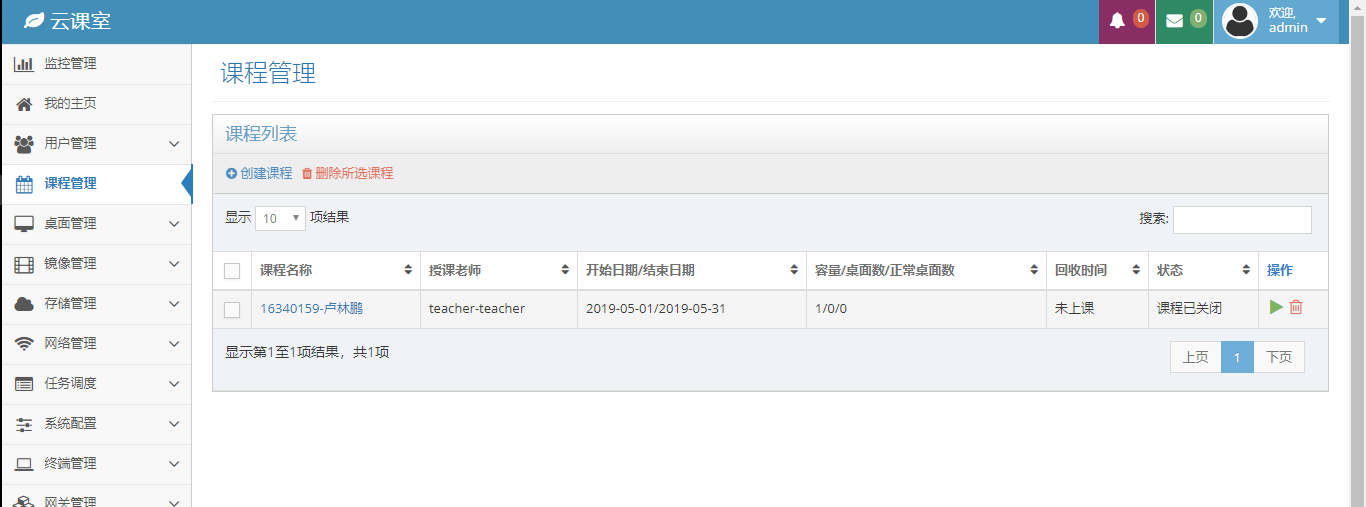 云课室
0
0
欢迎,
admin
监控管理
我的主页
用户管理
课程管理
桌面管理
镜像管理
存储管理
网络管理
任务调度
系统配置
终端管理
网关管理
课程管理
课程列表
创建课程 删除所选课程
显示 10 项结果
搜索:
课程名称 授课老师 开始日期/结束日期 容量/桌面数/正常桌面数 回收时间 状态 操作
16340159-卢林鹏 teacher-teacher 2019-05-01/2019-05-31 1/0/0 未上课 课程已关闭
显示第1至1项结果，共1项
上页 1 下页